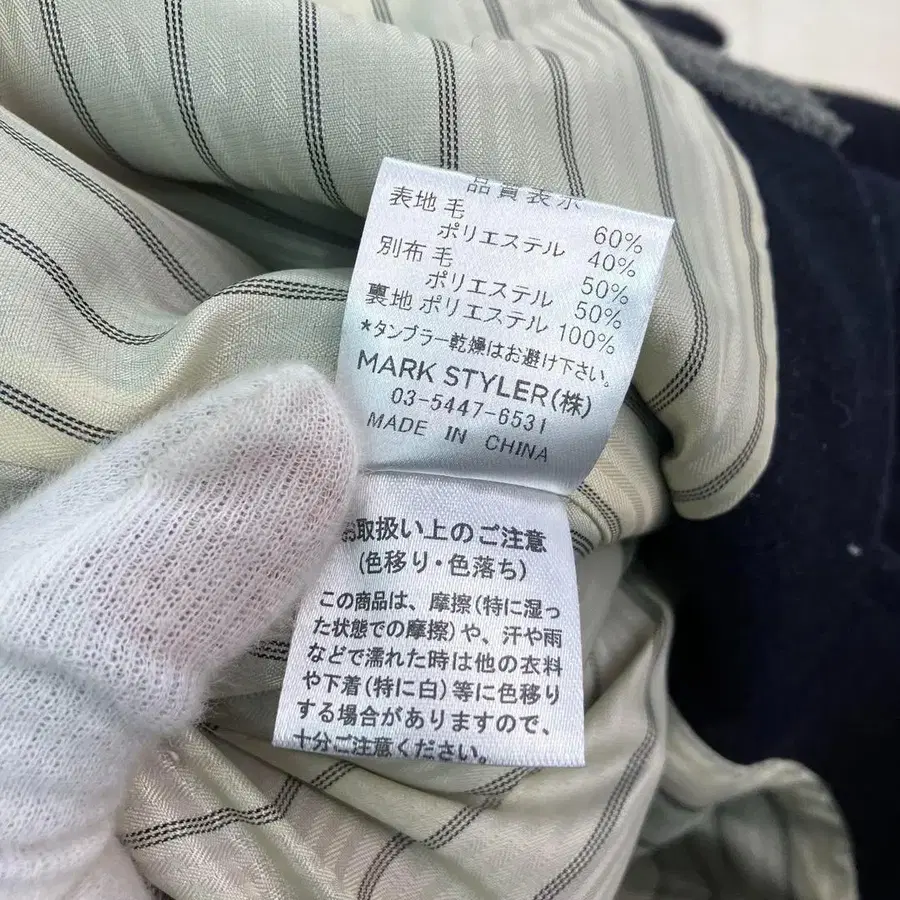 品質表示
表地 毛 60%
ポリエステル 40%
別布 毛 50%
ポリエステル 50%
裏地 ポリエステル 100%
*タンブラー乾燥はお避け下さい。
MARK STYLER(株)
03-5447-6531
MADE IN CHINA
お取扱い上のご注意
(色移り・色落ち)
この商品は、摩擦(特に湿っ
た状態での摩擦)や、汗や雨
などで濡れた時は他の衣料
や下着(特に白)等に色移り
する場合がありますので、
十分ご注意ください。